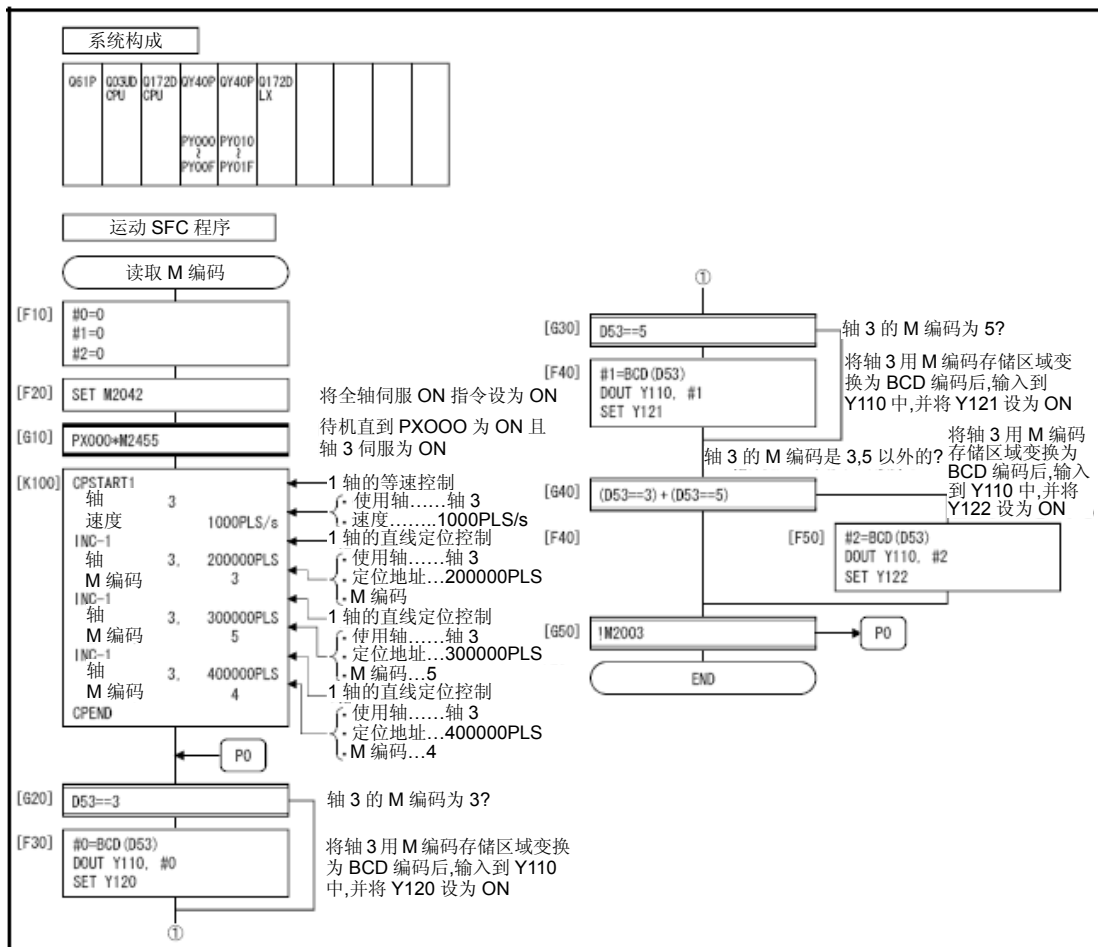 系统构成
Q61P Q03UD CPU Q172D CPU QY40P QY40P Q172D LX
PY000 ~ PY00F PY010 ~ PY01F
运动 SFC 程序
读取 M 编码
[F10] #0=0
#1=0
#2=0
[F20] SET M2042 将全轴伺服 ON 指令设为 ON
[G10] PX000*M2455 待机直到 PXOOO 为 ON 且
轴 3 伺服为 ON
[K100] CPSTART1 1 轴的等速控制
轴 3 · 使用轴……轴 3
速度 1000PLS/s · 速度……..1000PLS/s
INC-1 1 轴的直线定位控制
轴 3, 200000PLS · 使用轴……轴 3
M 编码 3 · 定位地址…200000PLS
· M 编码
INC-1 1 轴的直线定位控制
轴 3, 300000PLS · 使用轴……轴 3
M 编码 5 · 定位地址…300000PLS
· M 编码…5
INC-1 1 轴的直线定位控制
轴 3, 400000PLS · 使用轴……轴 3
M 编码 4 · 定位地址…400000PLS
· M 编码…4
CPEND
P0
[G20] D53==3 轴 3 的 M 编码为 3?
[F30] #0=BCD(D53)
DOUT Y110, #0
SET Y120
将轴 3 用 M 编码存储区域变换
为 BCD 编码后,输入到 Y110
中,并将 Y120 设为 ON
①
①
[G30] D53==5 轴 3 的 M 编码为 5?
[F40] #1=BCD(D53)
DOUT Y110, #1
SET Y121
将轴 3 用 M 编码存储区域变
换为 BCD 编码后,输入到
Y110 中,并将 Y121 设为 ON
轴 3 的 M 编码是 3,5 以外的?
[G40] (D53==3)+(D53==5)
将轴 3 用 M 编码
存储区域变换为
BCD 编码后,输入
到 Y110 中,并将
Y122 设为 ON
[F40]
[F50] #2=BCD(D53)
DOUT Y110, #2
SET Y122
[G50] !M2003 P0
END